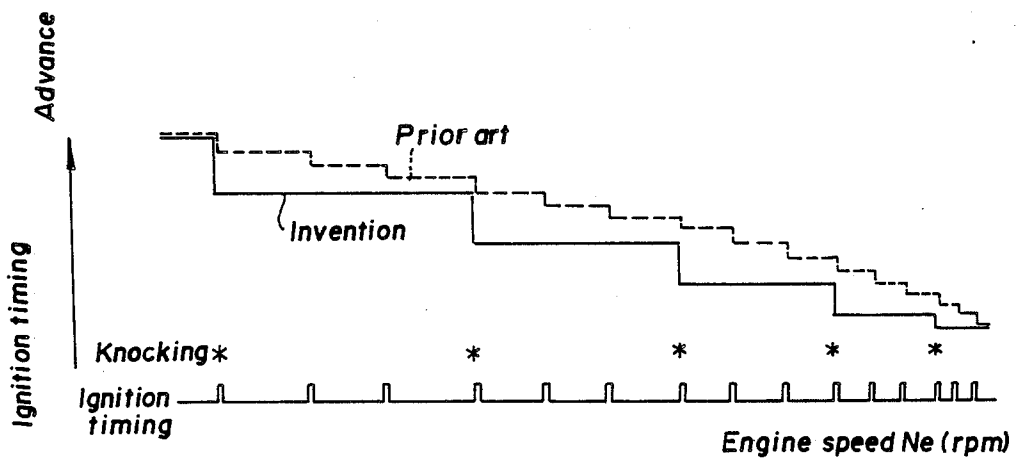 Advance
Ignition timing
Prior art
Invention
Knocking * * * * *
Ignition
timing
Engine speed Ne (rpm)